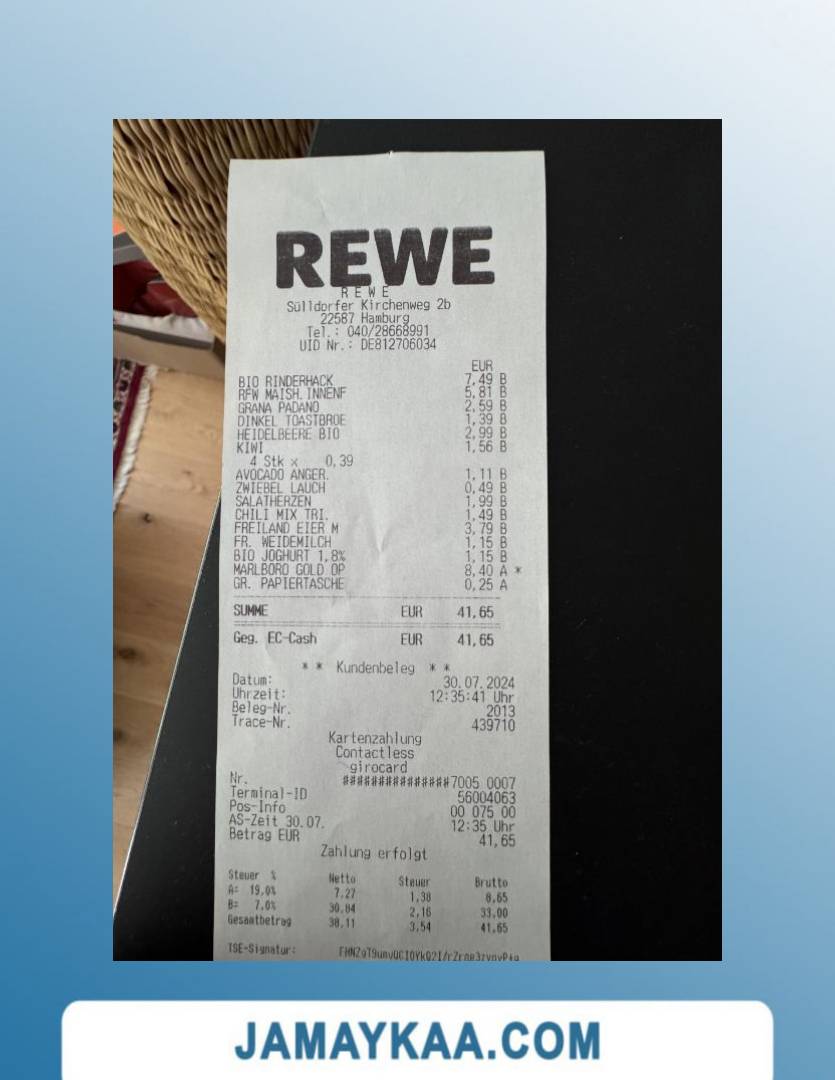 REWE
REWE
Sülldorfer Kirchenweg 2b
22587 Hamburg
Tel.: 040/28668991
UID Nr.: DE812706034
EUR
BIO RINDERHACK 7,49 B
RFW MAISH.INNENF 5,81 B
GRANA PADANO 2,59 B
DINKEL TOASTBROE 1,39 B
HEIDELBEERE BIO 2,99 B
KIWI 1,56 B
4 Stk x 0,39
AVOCADO ANGER. 1,11 B
ZWIEBEL LAUCH 0,49 B
SALATHERZEN 1,99 B
CHILI MIX TRI. 1,49 B
FREILAND EIER M 3,79 B
FR. WEIDEMILCH 1,15 B
BIO JOGHURT 1,8% 1,15 B
MARLBORO GOLD OP 8,40 A *
GR. PAPIERTASCHE 0,25 A
SUMME EUR 41,65
Geg. EC-Cash EUR 41,65
* * Kundenbeleg * *
Datum: 30.07.2024
Uhrzeit: 12:35:41 Uhr
Beleg-Nr. 2013
Trace-Nr. 439710
Kartenzahlung
Contactless
girocard
Nr. ##############7005 0007
Terminal-ID 56004063
Pos-Info 00 075 00
AS-Zeit 30.07. 12:35 Uhr
Betrag EUR 41,65
Zahlung erfolgt
Steuer % Netto Steuer Brutto
A= 19,0% 7,27 1,38 8,65
B= 7,0% 30,84 2,16 33,00
Gesamtbetrag 38,11 3,54 41,65
TSE-Signatur:
JAMAYKAA.COM